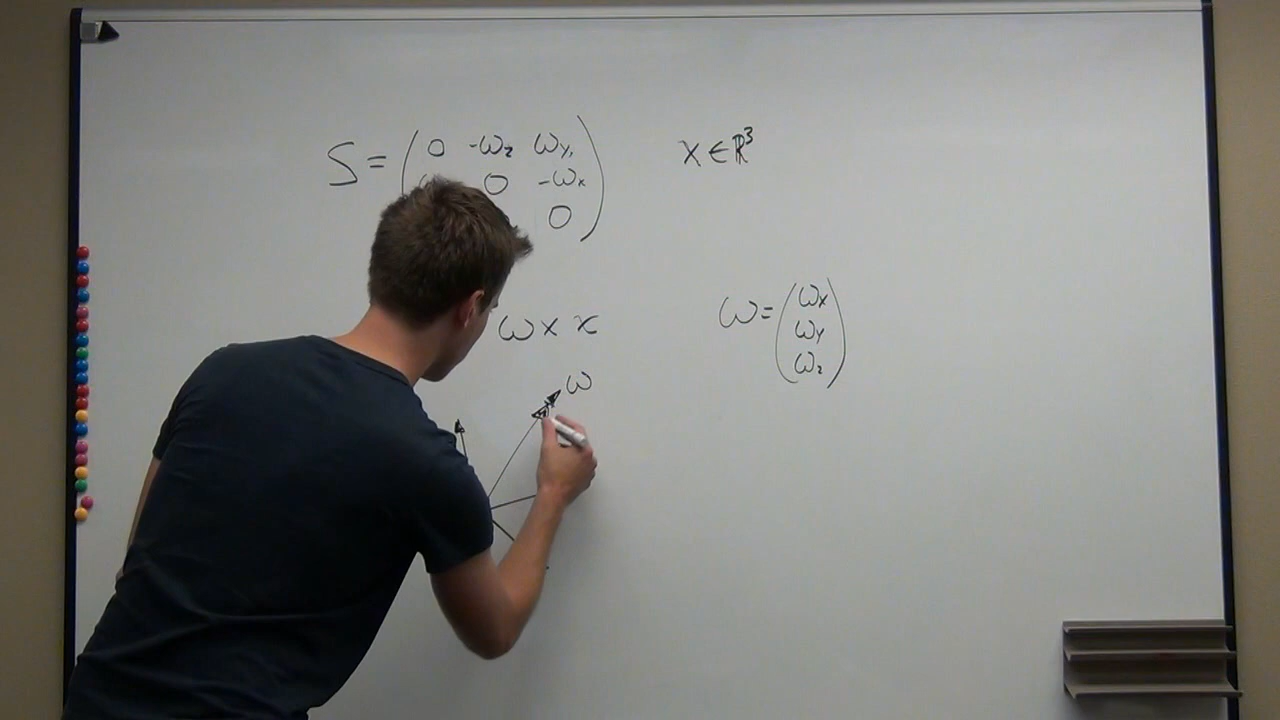 S = ( 0 -ω_z ω_y,
0 -ω_x
0 )
x ∈ ℝ³
ω × x
ω = ( ω_x
ω_y
ω_z )
ω